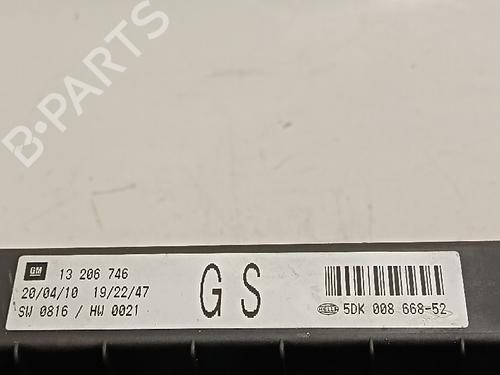 B-PARTS
GM 13 206 746
20/04/10 19/22/47
SW 0816 / HW 0021
GS
HELLA 5DK 008 668-52